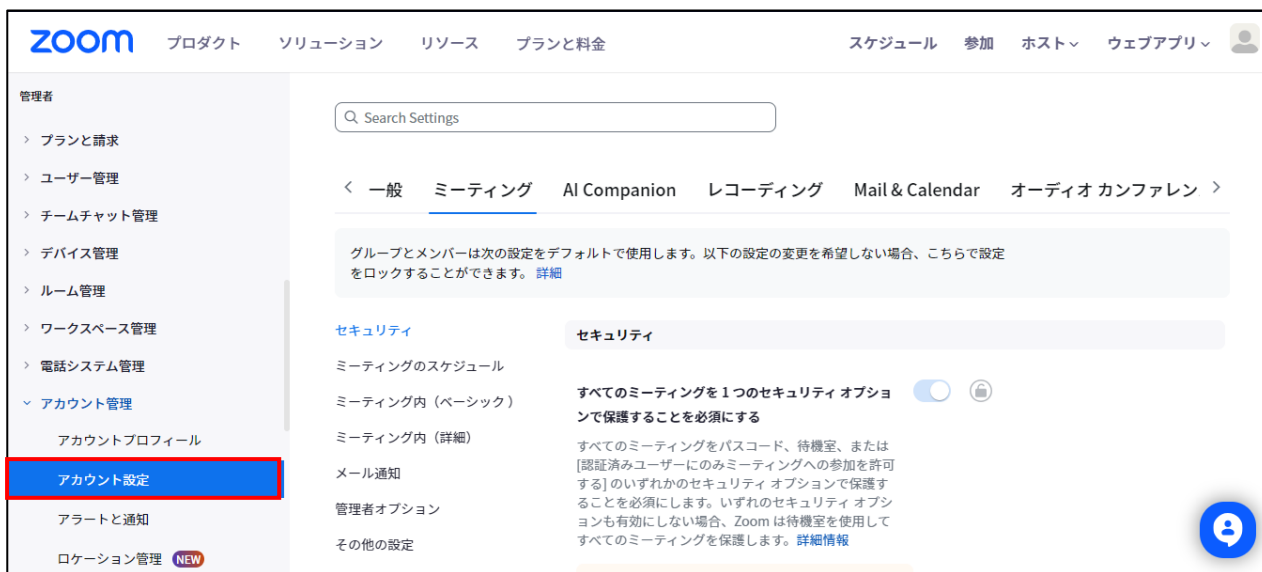 zoom プロダクト ソリューション リソース プランと料金 スケジュール 参加 ホスト ウェブアプリ
管理者
プランと請求
ユーザー管理
チームチャット管理
デバイス管理
ルーム管理
ワークスペース管理
電話システム管理
アカウント管理
アカウントプロフィール
アカウント設定
アラートと通知
ロケーション管理 NEW
Search Settings
一般 ミーティング AI Companion レコーディング Mail & Calendar オーディオ カンファレン
グループとメンバーは次の設定をデフォルトで使用します。以下の設定の変更を希望しない場合、こちらで設定
をロックすることができます。 詳細
セキュリティ
ミーティングのスケジュール
ミーティング内（ベーシック）
ミーティング内（詳細）
メール通知
管理者オプション
その他の設定
セキュリティ
すべてのミーティングを 1 つのセキュリティ オプショ
ンで保護することを必須にする
すべてのミーティングをパスコード、待機室、または
[認証済みユーザーにのみミーティングへの参加を許可
する] のいずれかのセキュリティ オプションで保護す
ることを必須にします。いずれのセキュリティ オプシ
ョンも有効にしない場合、Zoom は待機室を使用して
すべてのミーティングを保護します。詳細情報